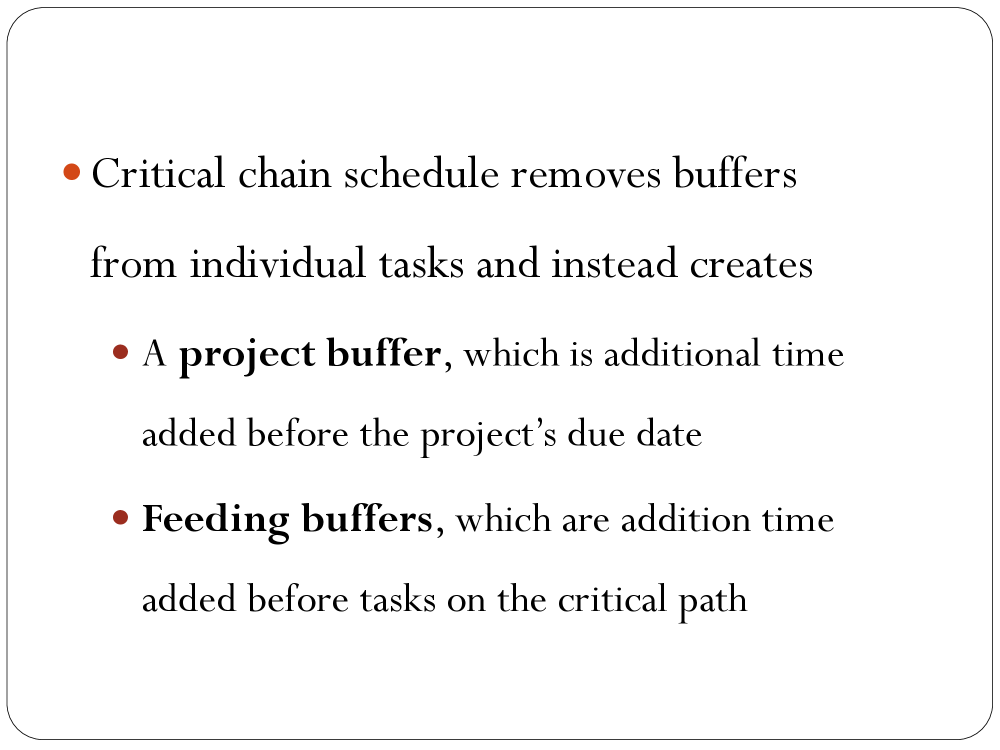 • Critical chain schedule removes buffers
from individual tasks and instead creates
• A project buffer, which is additional time
added before the project’s due date
• Feeding buffers, which are addition time
added before tasks on the critical path